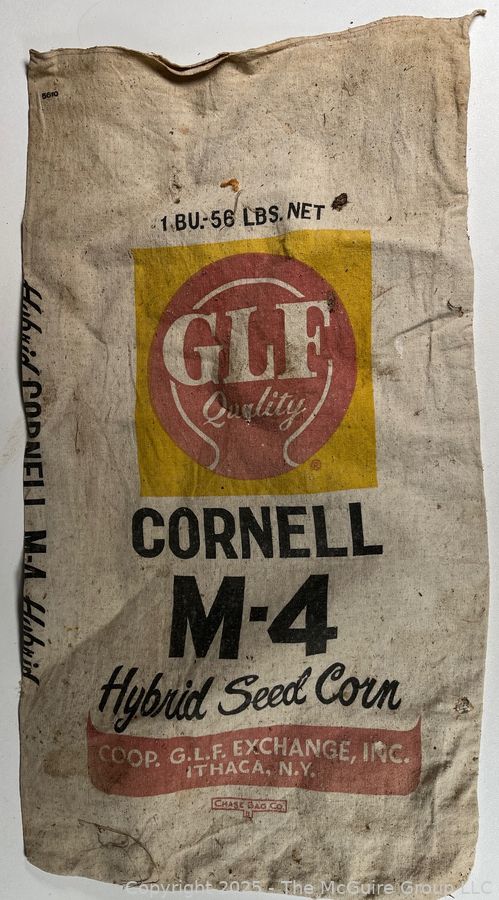 5610
1 BU.-56 LBS. NET
GLF
Quality
®
CORNELL
M-4
Hybrid Seed Corn
COOP. G.L.F. EXCHANGE, INC.
ITHACA, N.Y.
CHASE BAG CO.
Hybrid CORNELL M-4 Hybrid
Copyright 2025 - The McGuire Group LLC